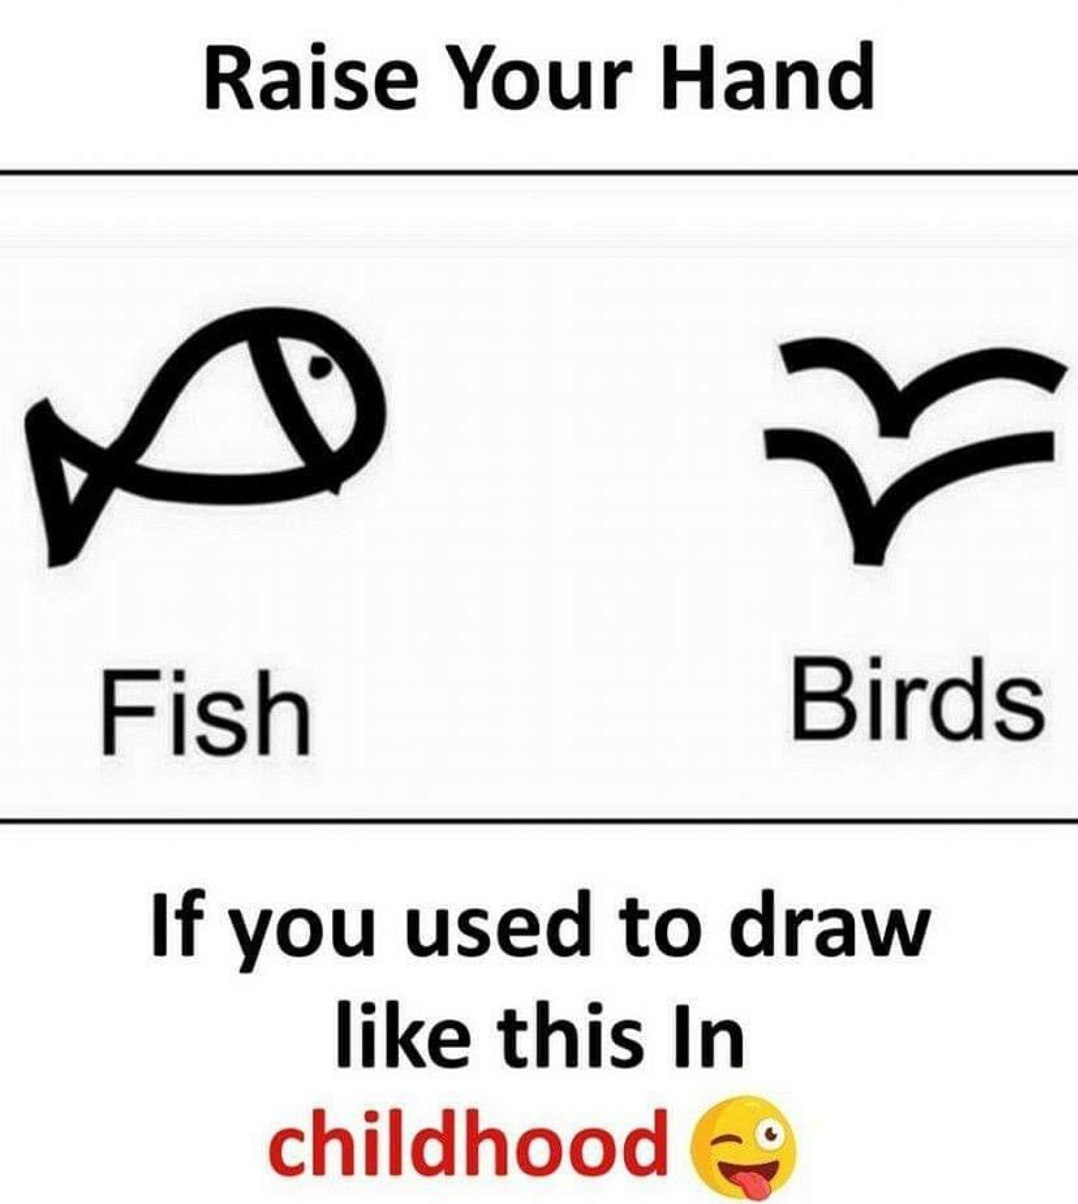 Raise Your Hand
Fish
Birds
If you used to draw
like this In
childhood